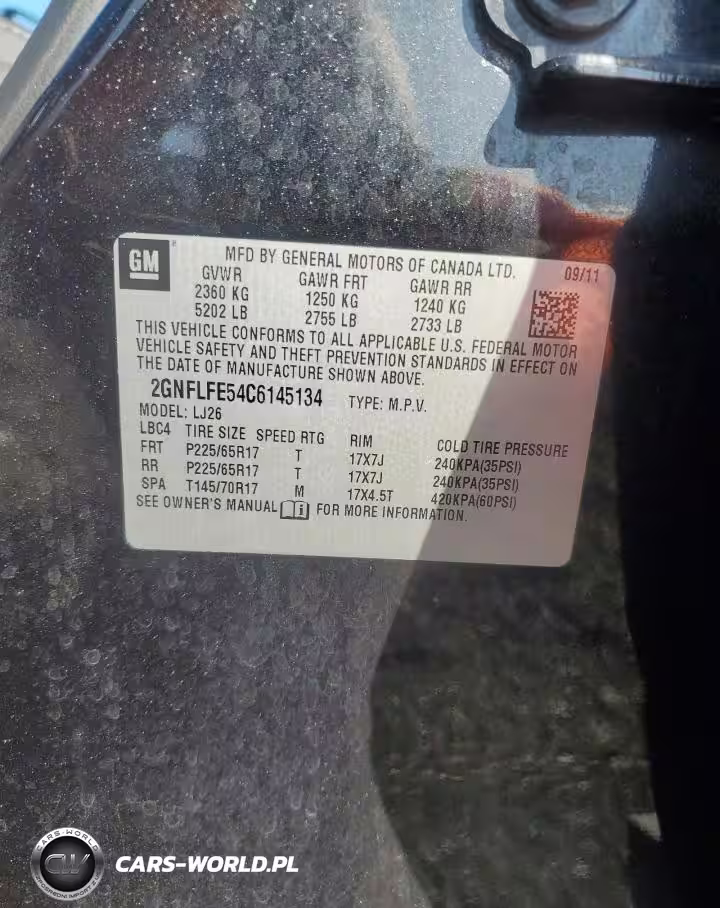 GM
MFD BY GENERAL MOTORS OF CANADA LTD. 09/11
GVWR GAWR FRT GAWR RR
2360 KG 1250 KG 1240 KG
5202 LB 2755 LB 2733 LB
THIS VEHICLE CONFORMS TO ALL APPLICABLE U.S. FEDERAL MOTOR
VEHICLE SAFETY AND THEFT PREVENTION STANDARDS IN EFFECT ON
THE DATE OF MANUFACTURE SHOWN ABOVE.
2GNFLFE54C6145134 TYPE: M.P.V.
MODEL: LJ26
LBC4 TIRE SIZE SPEED RTG RIM COLD TIRE PRESSURE
FRT P225/65R17 T 17X7J 240KPA(35PSI)
RR P225/65R17 T 17X7J 240KPA(35PSI)
SPA T145/70R17 M 17X4.5T 420KPA(60PSI)
SEE OWNER'S MANUAL FOR MORE INFORMATION.
CARS-WORLD
CARS-WORLD.PL